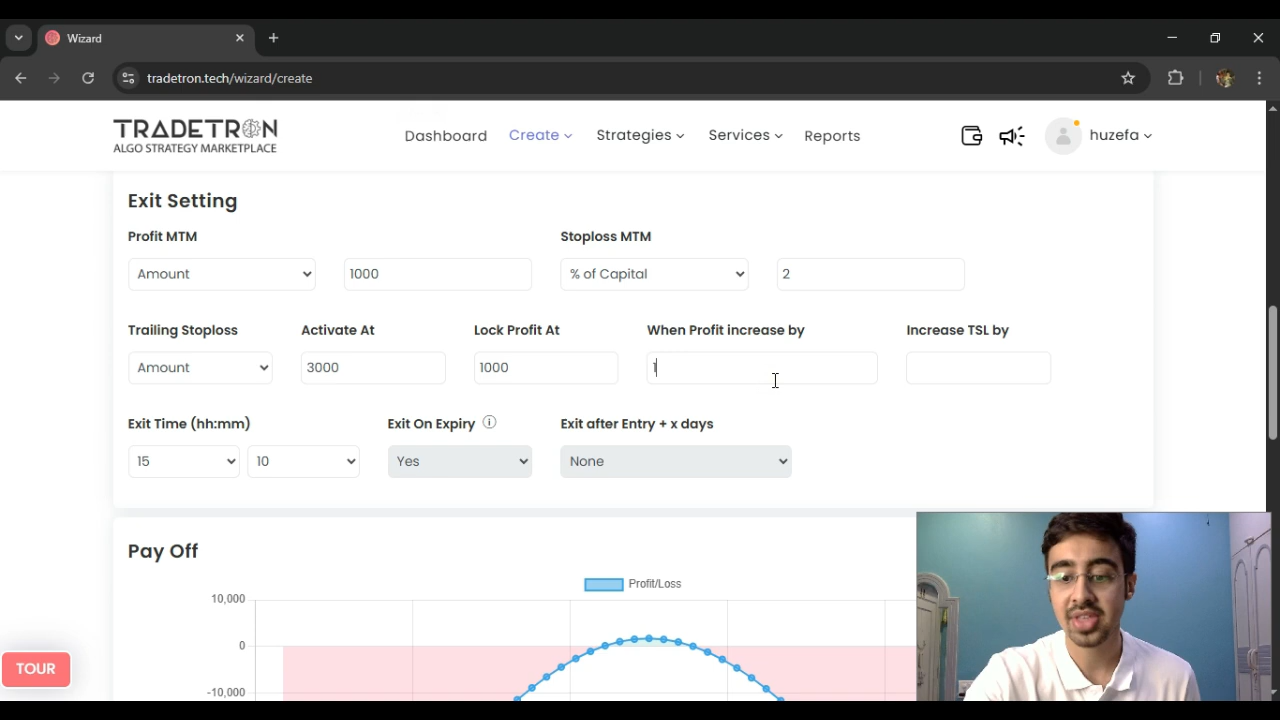 Wizard
tradetron.tech/wizard/create
TRADETRON
ALGO STRATEGY MARKETPLACE
Dashboard
Create
Strategies
Services
Reports
huzefa
Exit Setting
Profit MTM
Stoploss MTM
Amount
1000
% of Capital
2
Trailing Stoploss
Activate At
Lock Profit At
When Profit increase by
Increase TSL by
Amount
3000
1000
1
Exit Time (hh:mm)
Exit On Expiry
Exit after Entry + x days
15
10
Yes
None
Pay Off
Profit/Loss
10,000
0
-10,000
TOUR